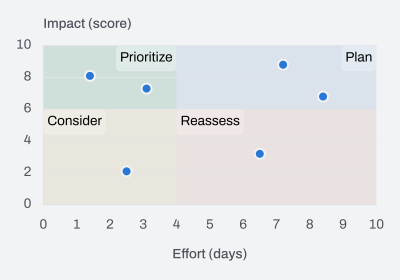 Impact (score)
10
Prioritize
Plan
8
6
Consider
Reassess
4
2
0
0 1 2 3 4 5 6 7 8 9 10
Effort (days)